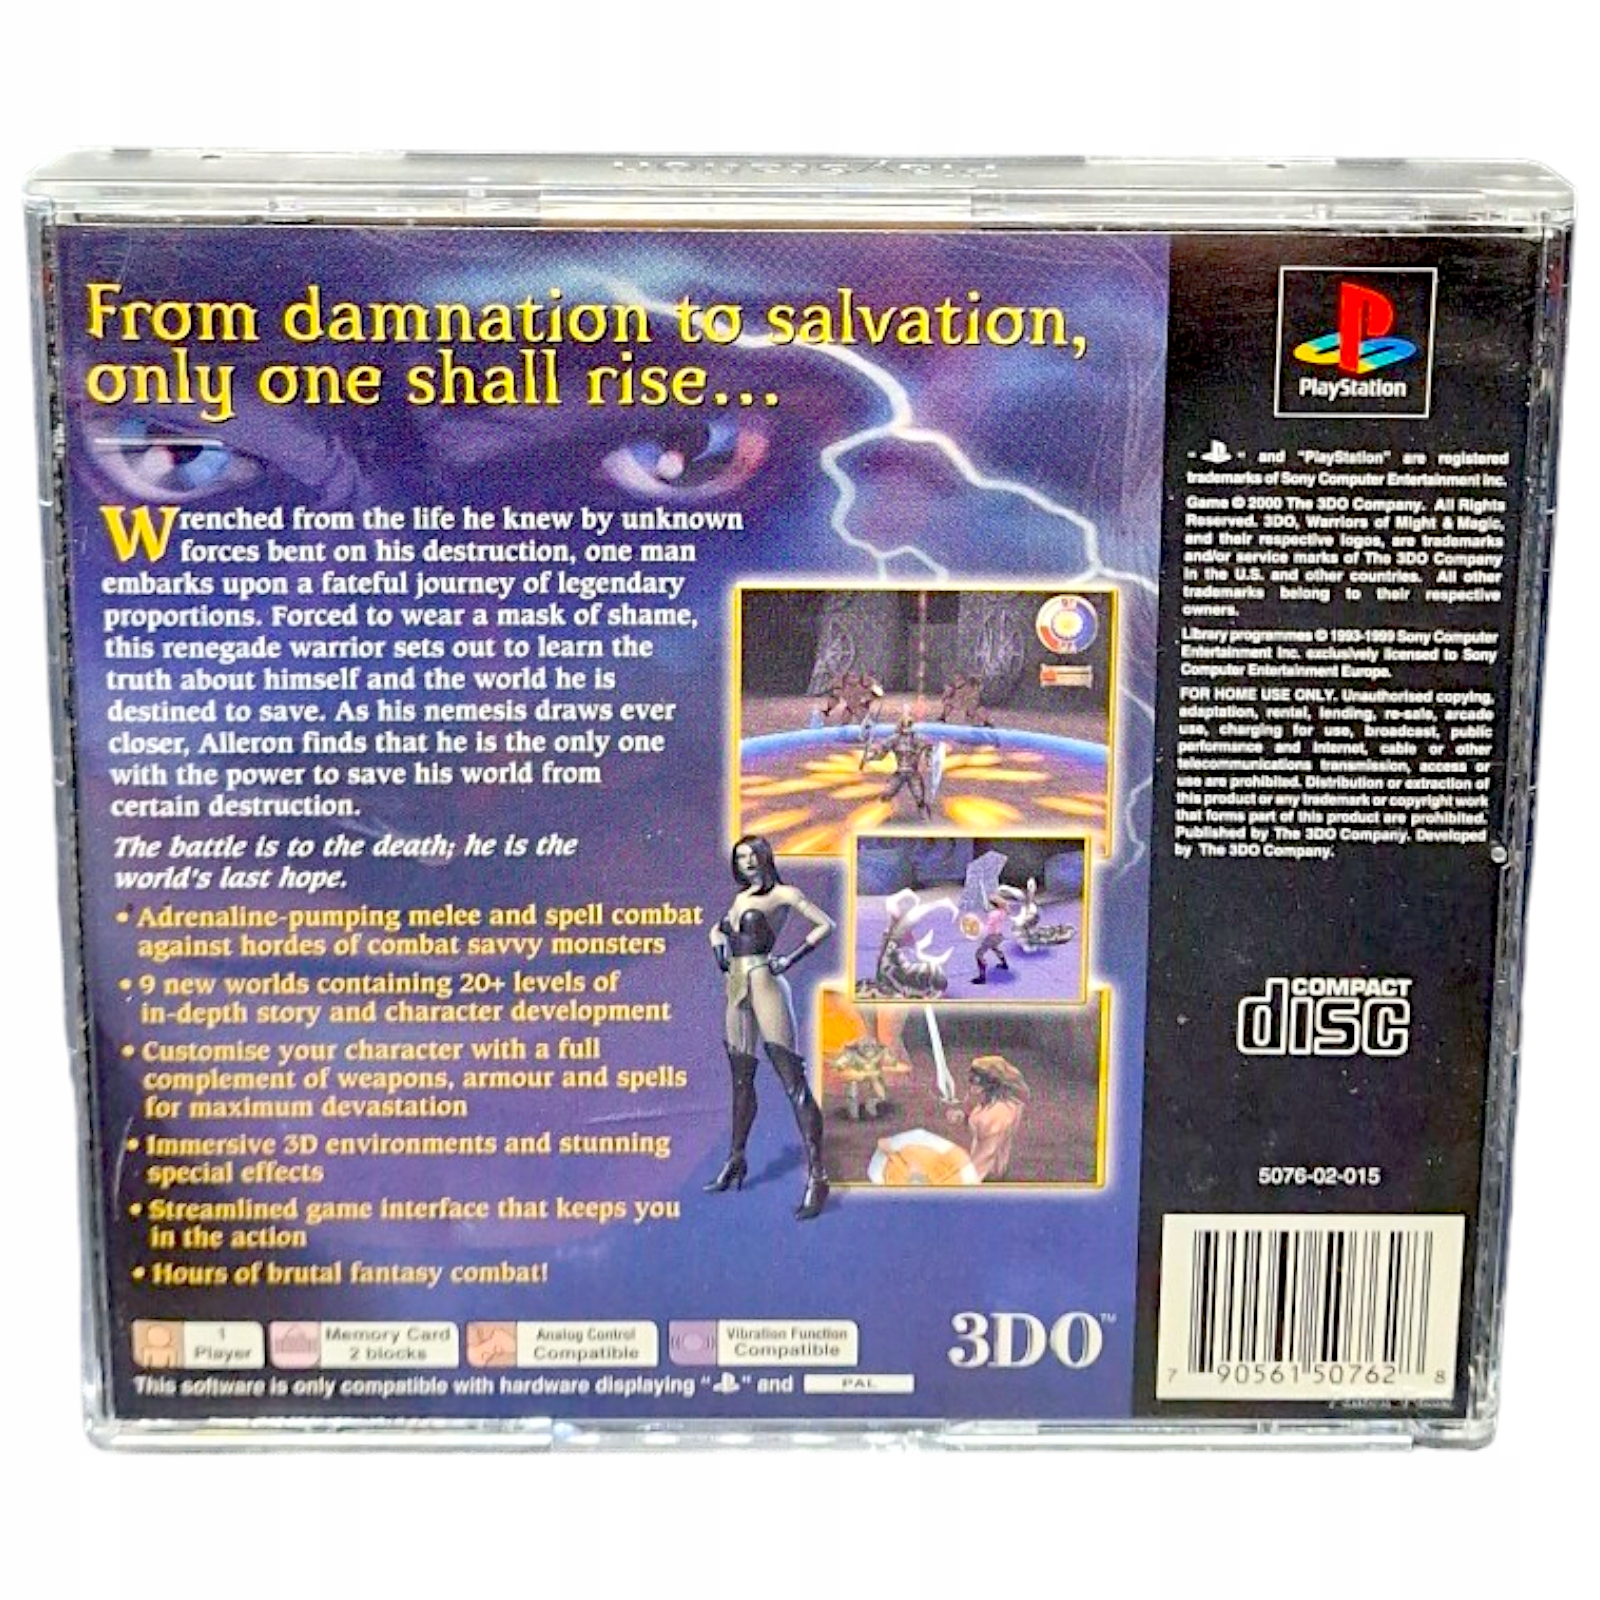 From damnation to salvation,
only one shall rise...
Wrenched from the life he knew by unknown
forces bent on his destruction, one man
embarks upon a fateful journey of legendary
proportions. Forced to wear a mask of shame,
this renegade warrior sets out to learn the
truth about himself and the world he is
destined to save. As his nemesis draws ever
closer, Alleron finds that he is the only one
with the power to save his world from
certain destruction.
The battle is to the death; he is the
world's last hope.
• Adrenaline-pumping melee and spell combat
against hordes of combat savvy monsters
• 9 new worlds containing 20+ levels of
in-depth story and character development
• Customise your character with a full
complement of weapons, armour and spells
for maximum devastation
• Immersive 3D environments and stunning
special effects
• Streamlined game interface that keeps you
in the action
• Hours of brutal fantasy combat!
1
Player
Memory Card
2 blocks
Analog Control
Compatible
Vibration Function
Compatible
This software is only compatible with hardware displaying " " and PAL
3DO™
PlayStation
" " and "PlayStation" are registered
trademarks of Sony Computer Entertainment Inc.
Game © 2000 The 3DO Company. All Rights
Reserved. 3DO, Warriors of Might & Magic,
and their respective logos, are trademarks
and/or service marks of The 3DO Company
in the U.S. and other countries. All other
trademarks belong to their respective
owners.
Library programmes © 1993-1999 Sony Computer
Entertainment Inc. exclusively licensed to Sony
Computer Entertainment Europe.
FOR HOME USE ONLY. Unauthorised copying,
adaptation, rental, lending, re-sale, arcade
use, charging for use, broadcast, public
performance and internet, cable or other
telecommunications transmission, access or
use are prohibited. Distribution or extraction of
this product or any trademark or copyright work
that forms part of this product are prohibited.
Published by The 3DO Company. Developed
by The 3DO Company.
COMPACT
disc
5076-02-015
7 90561 50762 8